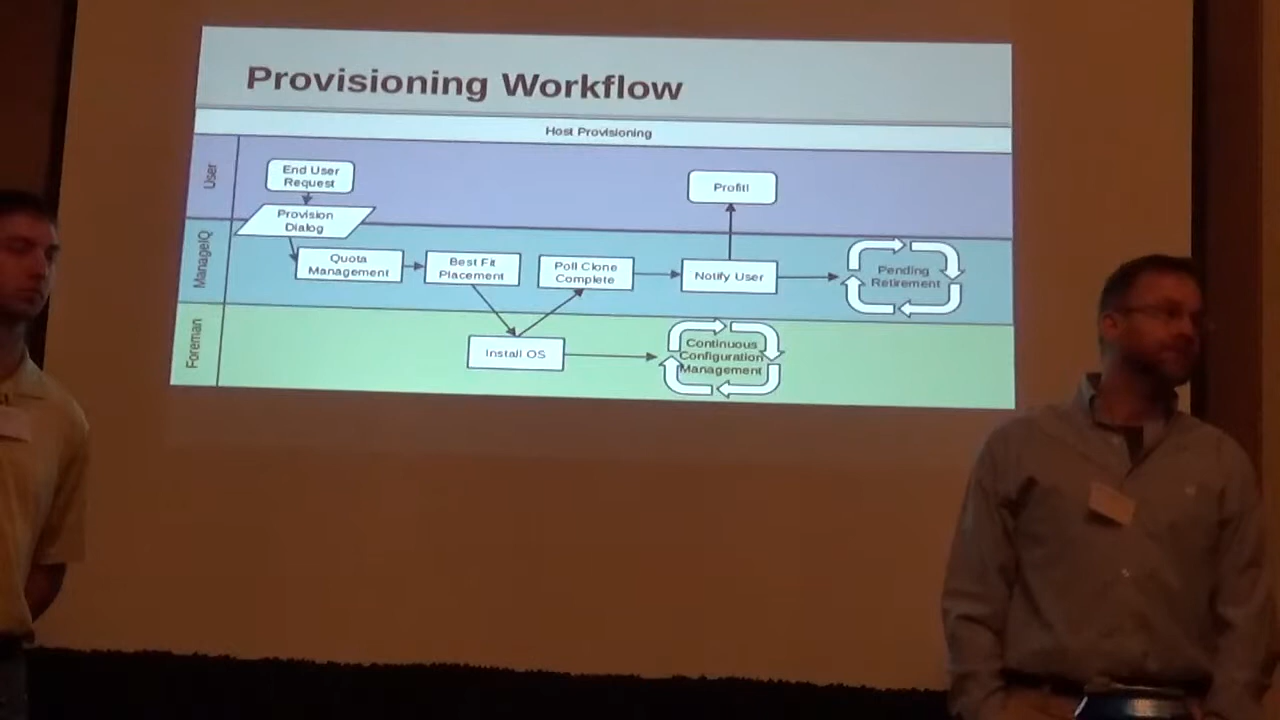 Provisioning Workflow
Host Provisioning
User
End User
Request
Provision
Dialog
Profit!
ManageIQ
Quota
Management
Best Fit
Placement
Poll Clone
Complete
Notify User
Pending
Retirement
Foreman
Install OS
Continuous
Configuration
Management